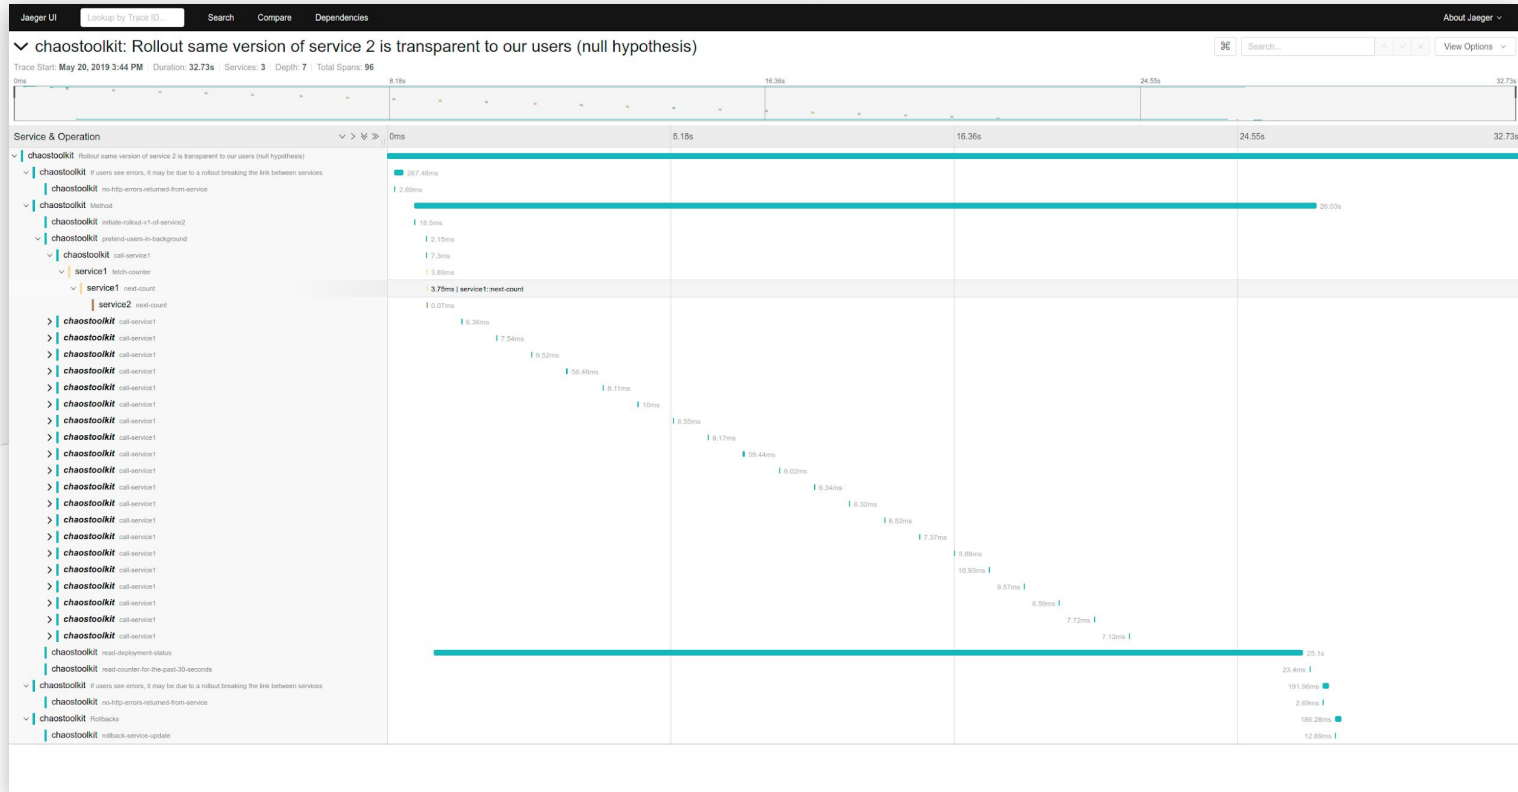 Jaeger UI Lookup by Trace ID... Search Compare Dependencies About Jaeger
chaostoolkit: Rollout same version of service 2 is transparent to our users (null hypothesis) ⌘ Search... View Options
Trace Start: May 20, 2019 3:44 PM Duration: 32.73s Services: 3 Depth: 7 Total Spans: 96
0ms 8.18s 16.36s 24.55s 32.73s
Service & Operation 0ms 8.18s 16.36s 24.55s 32.73s
chaostoolkit Rollout same version of service 2 is transparent to our users (null hypothesis)
chaostoolkit If users see errors, it may be due to a rollout breaking the link between services 267.48ms
chaostoolkit no-http-errors-returned-from-service 2.69ms
chaostoolkit Method 26.03s
chaostoolkit initiate-rollout-v1-of-service2 18.5ms
chaostoolkit pretend-users-in-background 2.15ms
chaostoolkit call-service1 7.3ms
service1 fetch-counter 3.89ms
service1 next-count 3.75ms | service1::next-count
service2 next-count 0.07ms
chaostoolkit call-service1 6.36ms
chaostoolkit call-service1 7.54ms
chaostoolkit call-service1 9.52ms
chaostoolkit call-service1 58.46ms
chaostoolkit call-service1 8.11ms
chaostoolkit call-service1 10ms
chaostoolkit call-service1 8.55ms
chaostoolkit call-service1 9.17ms
chaostoolkit call-service1 59.44ms
chaostoolkit call-service1 6.02ms
chaostoolkit call-service1 6.34ms
chaostoolkit call-service1 6.32ms
chaostoolkit call-service1 6.52ms
chaostoolkit call-service1 7.37ms
chaostoolkit call-service1 5.88ms
chaostoolkit call-service1 10.93ms
chaostoolkit call-service1 9.57ms
chaostoolkit call-service1 8.59ms
chaostoolkit call-service1 7.72ms
chaostoolkit call-service1 7.12ms
chaostoolkit read-deployment-status 25.1s
chaostoolkit read-counter-for-the-past-30-seconds 23.4ms
chaostoolkit If users see errors, it may be due to a rollout breaking the link between services 191.96ms
chaostoolkit no-http-errors-returned-from-service 2.69ms
chaostoolkit Rollbacks 186.28ms
chaostoolkit rollback-service-update 12.69ms